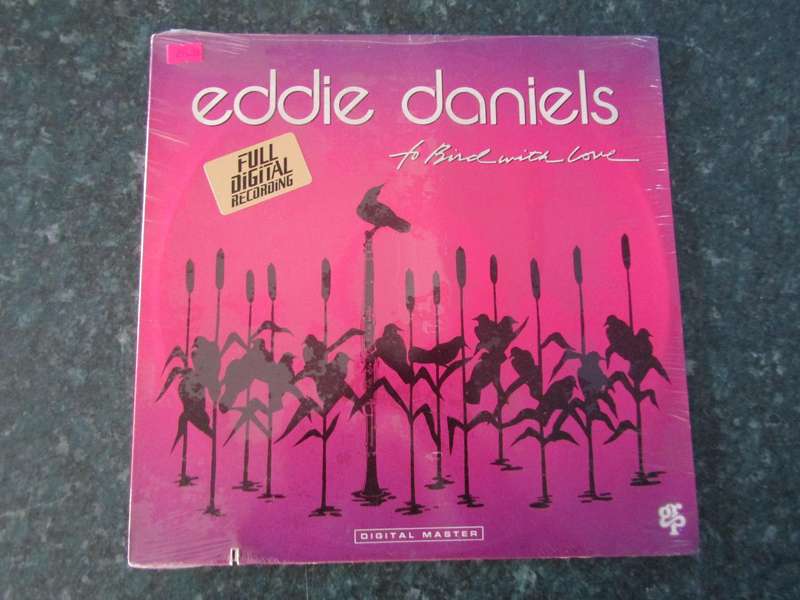 eddie daniels
to Bird with Love
FULL
DIGITAL
RECORDING
DIGITAL MASTER
grp